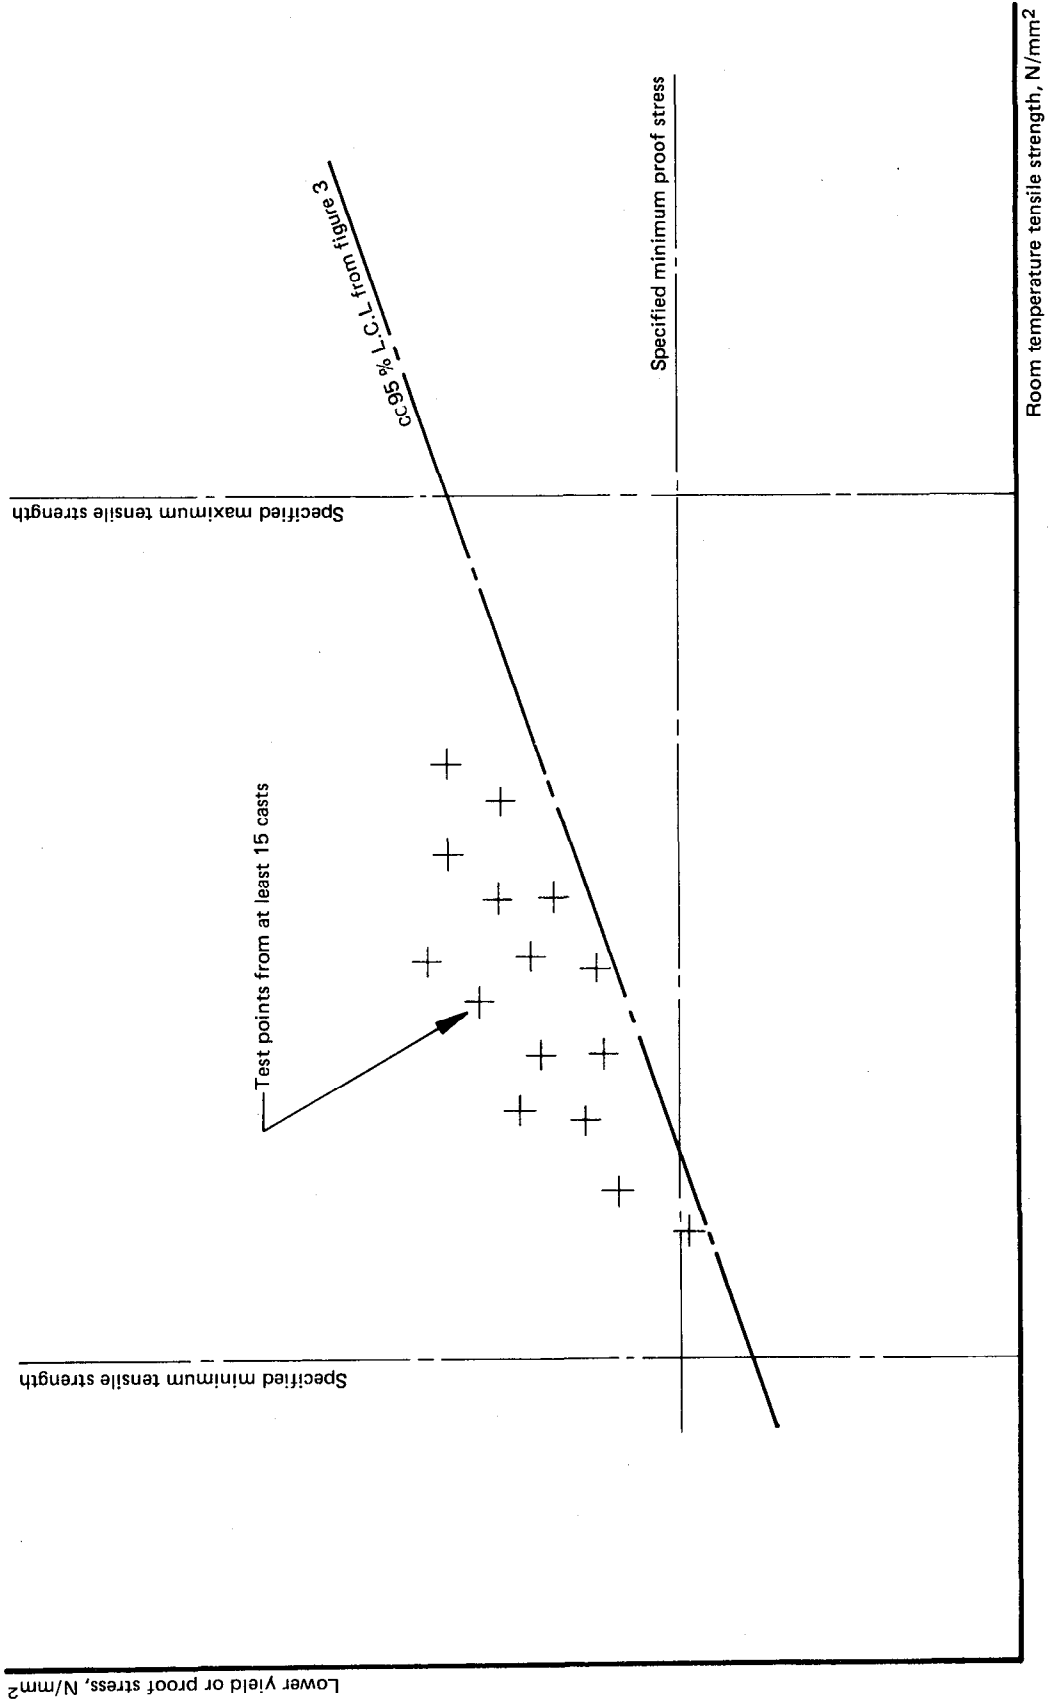 Lower yield or proof stress, N/mm2
Specified minimum tensile strength
Specified maximum tensile strength
Test points from at least 15 casts
CC95 % L.C.L from figure 3
Specified minimum proof stress
Room temperature tensile strength, N/mm2